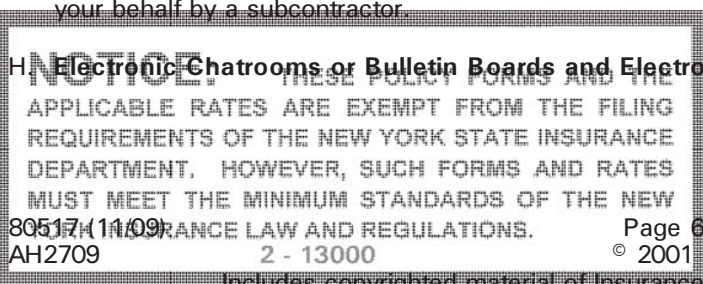 your behalf by a subcontractor.
H. Electronic Chatrooms or Bulletin Boards and Electro
NOTICE: THESE POLICY FORMS AND THE
APPLICABLE RATES ARE EXEMPT FROM THE FILING
REQUIREMENTS OF THE NEW YORK STATE INSURANCE
DEPARTMENT. HOWEVER, SUCH FORMS AND RATES
MUST MEET THE MINIMUM STANDARDS OF THE NEW
YORK INSURANCE LAW AND REGULATIONS.
80517 (11/09) Page 6
AH2709 2 - 13000 © 2001
Includes copyrighted material of Insurance